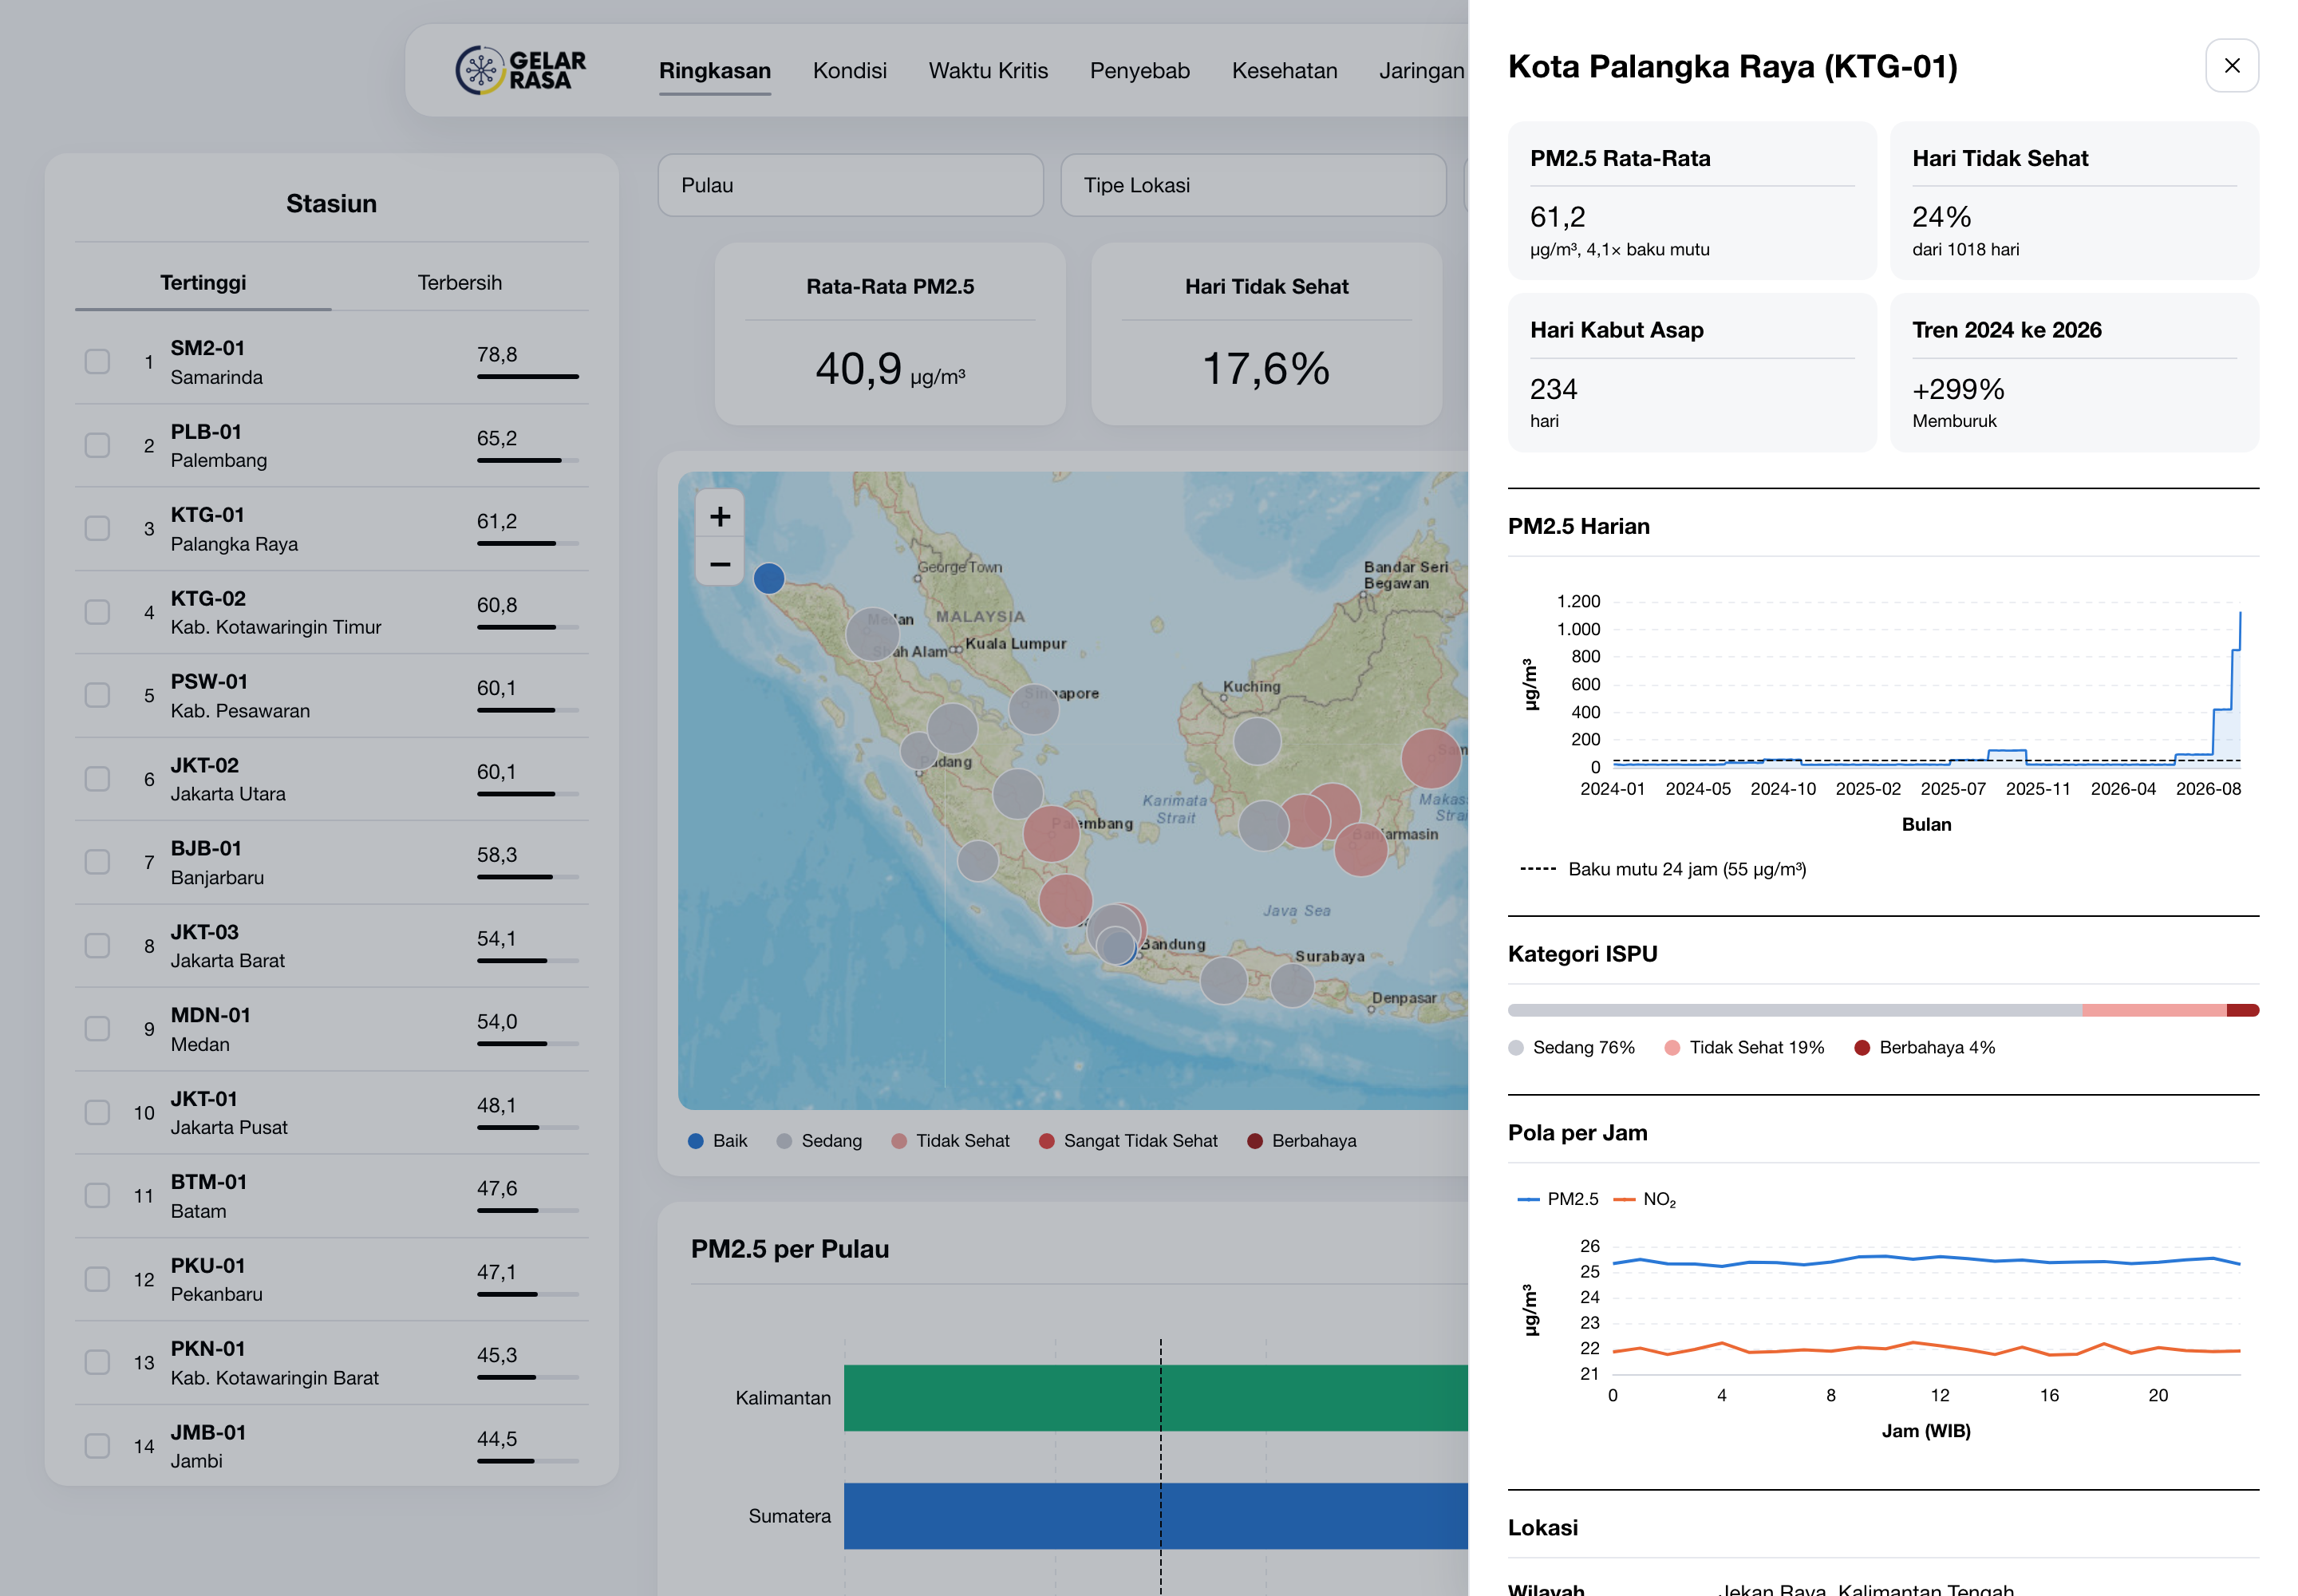 GELAR
RASA
Ringkasan
Kondisi
Waktu Kritis
Penyebab
Kesehatan
Jaringan
Stasiun
Tertinggi
Terbersih
1
SM2-01
Samarinda
78,8
2
PLB-01
Palembang
65,2
3
KTG-01
Palangka Raya
61,2
4
KTG-02
Kab. Kotawaringin Timur
60,8
5
PSW-01
Kab. Pesawaran
60,1
6
JKT-02
Jakarta Utara
60,1
7
BJB-01
Banjarbaru
58,3
8
JKT-03
Jakarta Barat
54,1
9
MDN-01
Medan
54,0
10
JKT-01
Jakarta Pusat
48,1
11
BTM-01
Batam
47,6
12
PKU-01
Pekanbaru
47,1
13
PKN-01
Kab. Kotawaringin Barat
45,3
14
JMB-01
Jambi
44,5
Pulau
Tipe Lokasi
Rata-Rata PM2.5
40,9 µg/m³
Hari Tidak Sehat
17,6%
+
−
George Town
MALAYSIA
Medan
Shah Alam
Kuala Lumpur
Singapore
Bandar Seri
Begawan
Kuching
Padang
Karimata
Strait
Palembang
Banjarmasin
Java Sea
Bandung
Surabaya
Denpasar
Baik
Sedang
Tidak Sehat
Sangat Tidak Sehat
Berbahaya
PM2.5 per Pulau
Kalimantan
Sumatera
Kota Palangka Raya (KTG-01)
PM2.5 Rata-Rata
61,2
µg/m³, 4,1× baku mutu
Hari Tidak Sehat
24%
dari 1018 hari
Hari Kabut Asap
234
hari
Tren 2024 ke 2026
+299%
Memburuk
PM2.5 Harian
µg/m³
1.200
1.000
800
600
400
200
0
2024-01
2024-05
2024-10
2025-02
2025-07
2025-11
2026-04
2026-08
Bulan
Baku mutu 24 jam (55 µg/m³)
Kategori ISPU
Sedang 76%
Tidak Sehat 19%
Berbahaya 4%
Pola per Jam
PM2.5
NO₂
µg/m³
26
25
24
23
22
21
0
4
8
12
16
20
Jam (WIB)
Lokasi
Wilayah
Jekan Raya, Kalimantan Tengah